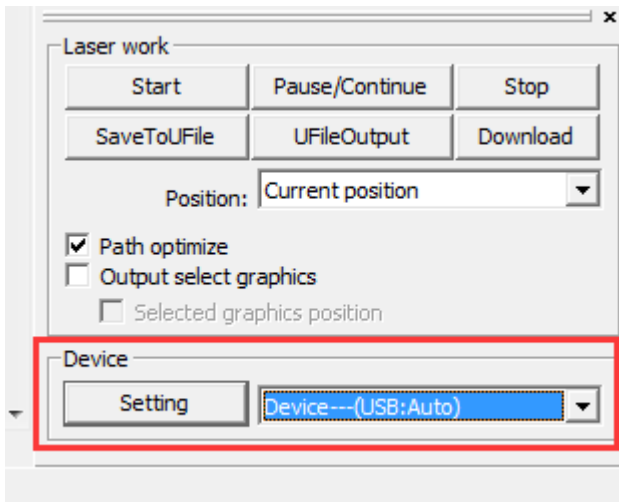 Laser work
Start Pause/Continue Stop
SaveToUFile UFileOutput Download
Position: Current position
Path optimize
Output select graphics
Selected graphics position
Device
Setting Device---(USB:Auto)